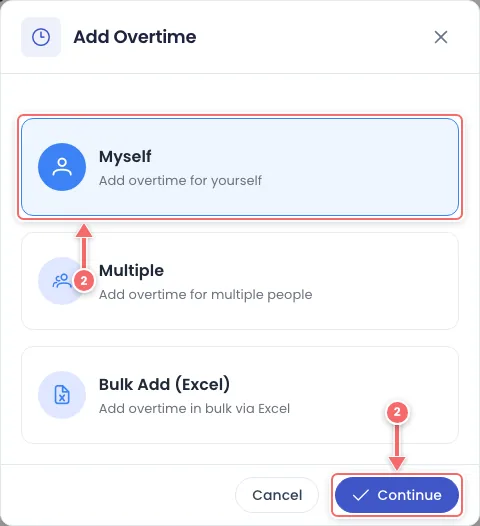 Add Overtime
Myself
Add overtime for yourself
2
Multiple
Add overtime for multiple people
Bulk Add (Excel)
Add overtime in bulk via Excel
2
Cancel
Continue